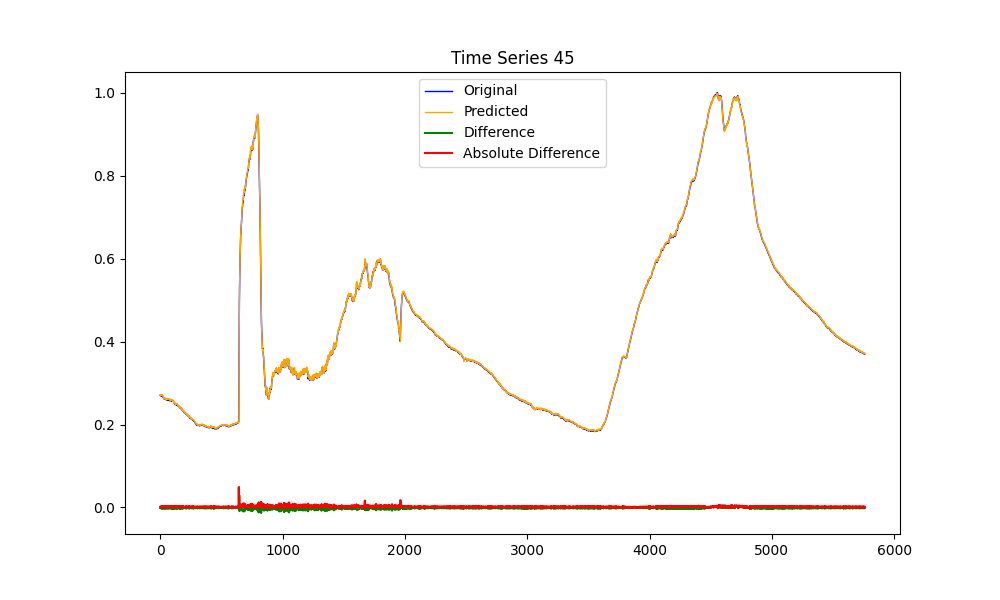 Time Series 45
Original
Predicted
Difference
Absolute Difference
1.0
0.8
0.6
0.4
0.2
0.0
0 1000 2000 3000 4000 5000 6000